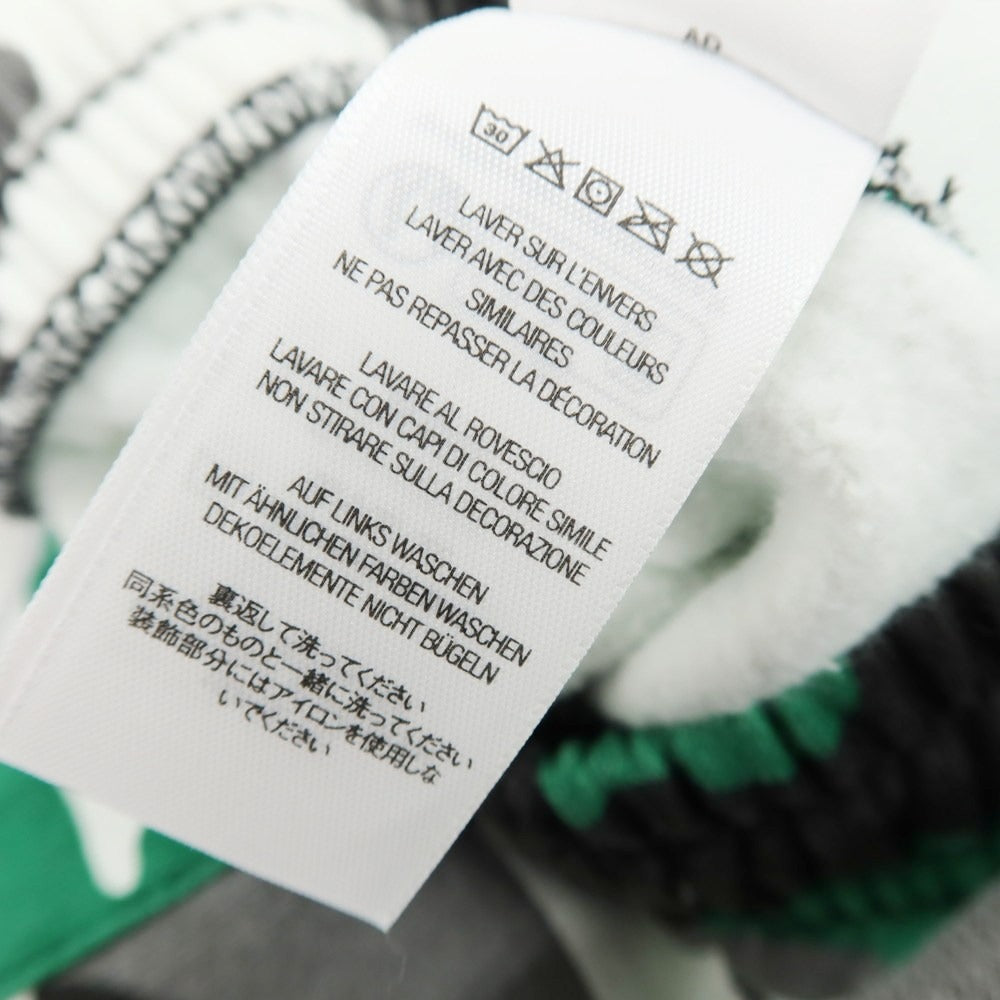 AD
30
LAVER SUR L'ENVERS
LAVER AVEC DES COULEURS
SIMILAIRES
NE PAS REPASSER LA DÉCORATION
LAVARE AL ROVESCIO
LAVARE CON CAPI DI COLORE SIMILE
NON STIRARE SULLA DECORAZIONE
AUF LINKS WASCHEN
MIT ÄHNLICHEN FARBEN WASCHEN
DEKOELEMENTE NICHT BÜGELN
裏返して洗ってください
同系色のものと一緒に洗ってください
装飾部分にはアイロンを使用しな
いでください